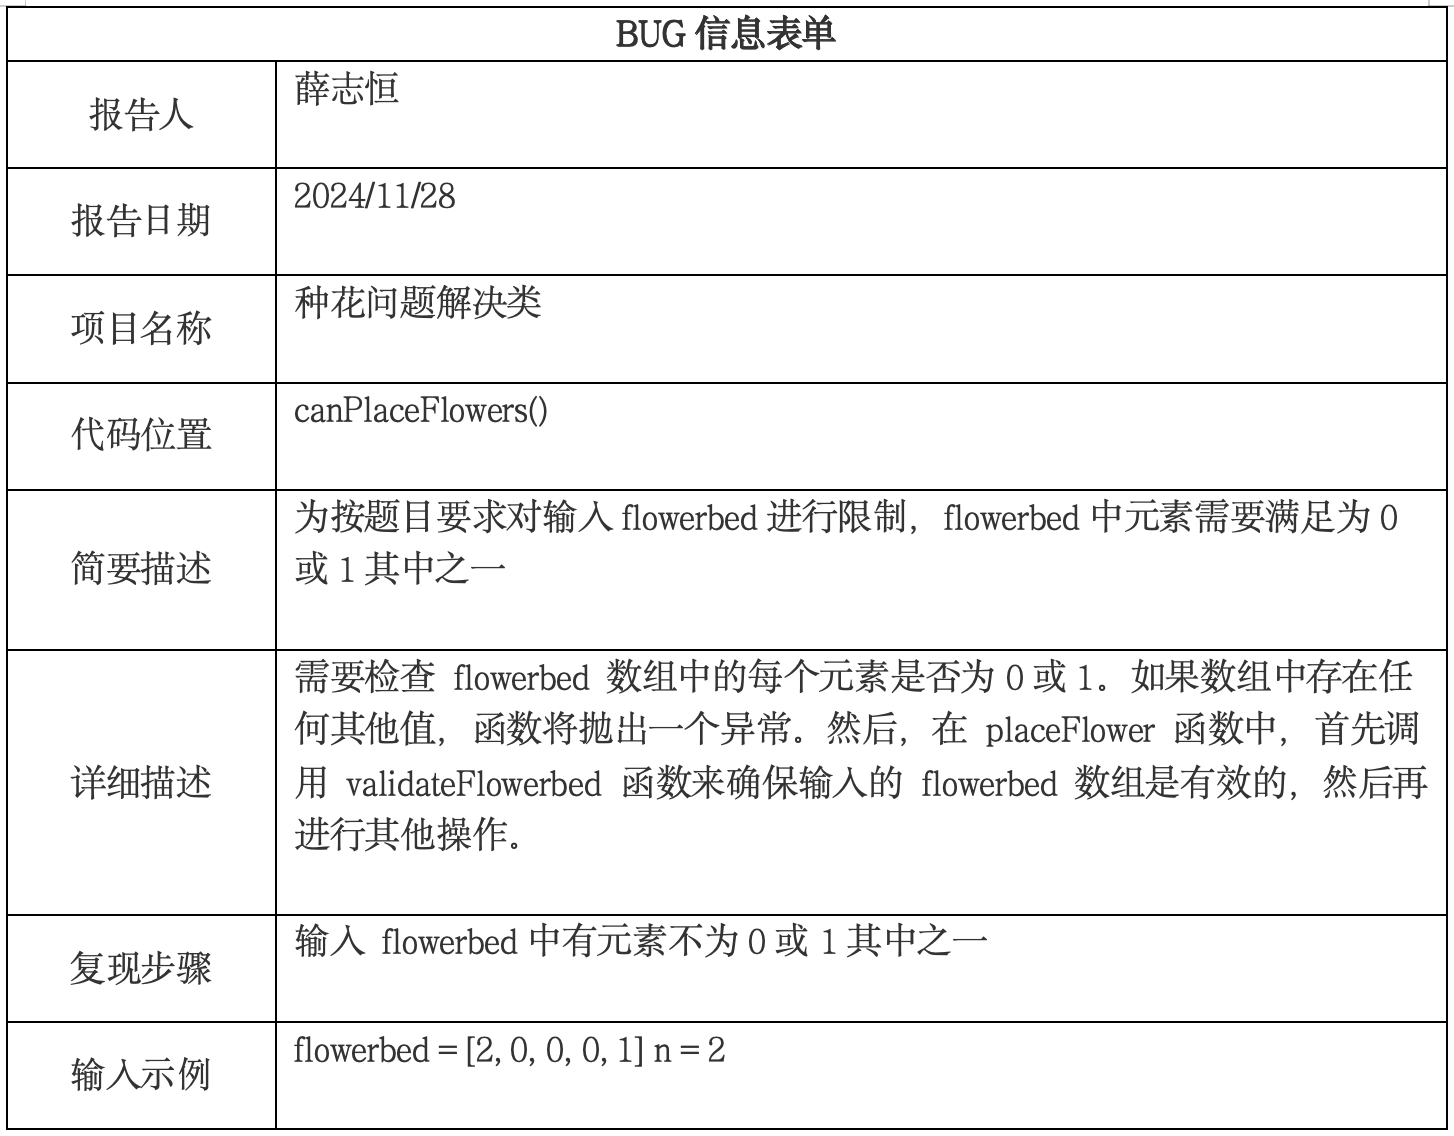 BUG 信息表单
报告人
薛志恒
报告日期
2024/11/28
项目名称
种花问题解决类
代码位置
canPlaceFlowers()
简要描述
为按题目要求对输入 flowerbed 进行限制，flowerbed 中元素需要满足为 0
或 1 其中之一
详细描述
需要检查 flowerbed 数组中的每个元素是否为 0 或 1。如果数组中存在任
何其他值，函数将抛出一个异常。然后，在 placeFlower 函数中，首先调
用 validateFlowerbed 函数来确保输入的 flowerbed 数组是有效的，然后再
进行其他操作。
复现步骤
输入 flowerbed 中有元素不为 0 或 1 其中之一
输入示例
flowerbed = [2, 0, 0, 0, 1] n = 2